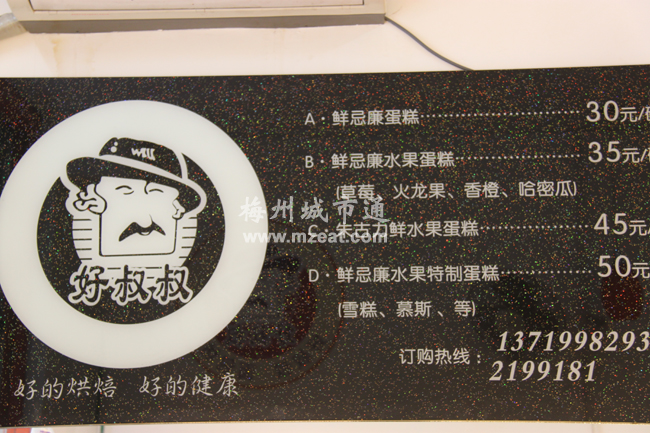 A·鲜忌廉蛋糕 30元/
B·鲜忌廉水果蛋糕 35元/
(草莓、火龙果、香橙、哈密瓜)
C·朱古力鲜水果蛋糕 45元/
D·鲜忌廉水果特制蛋糕 50元
(雪糕、慕斯、等)
订购热线: 1371998293
2199181
好叔叔
好的烘焙 好的健康
梅州城市通
www.mzeat.com